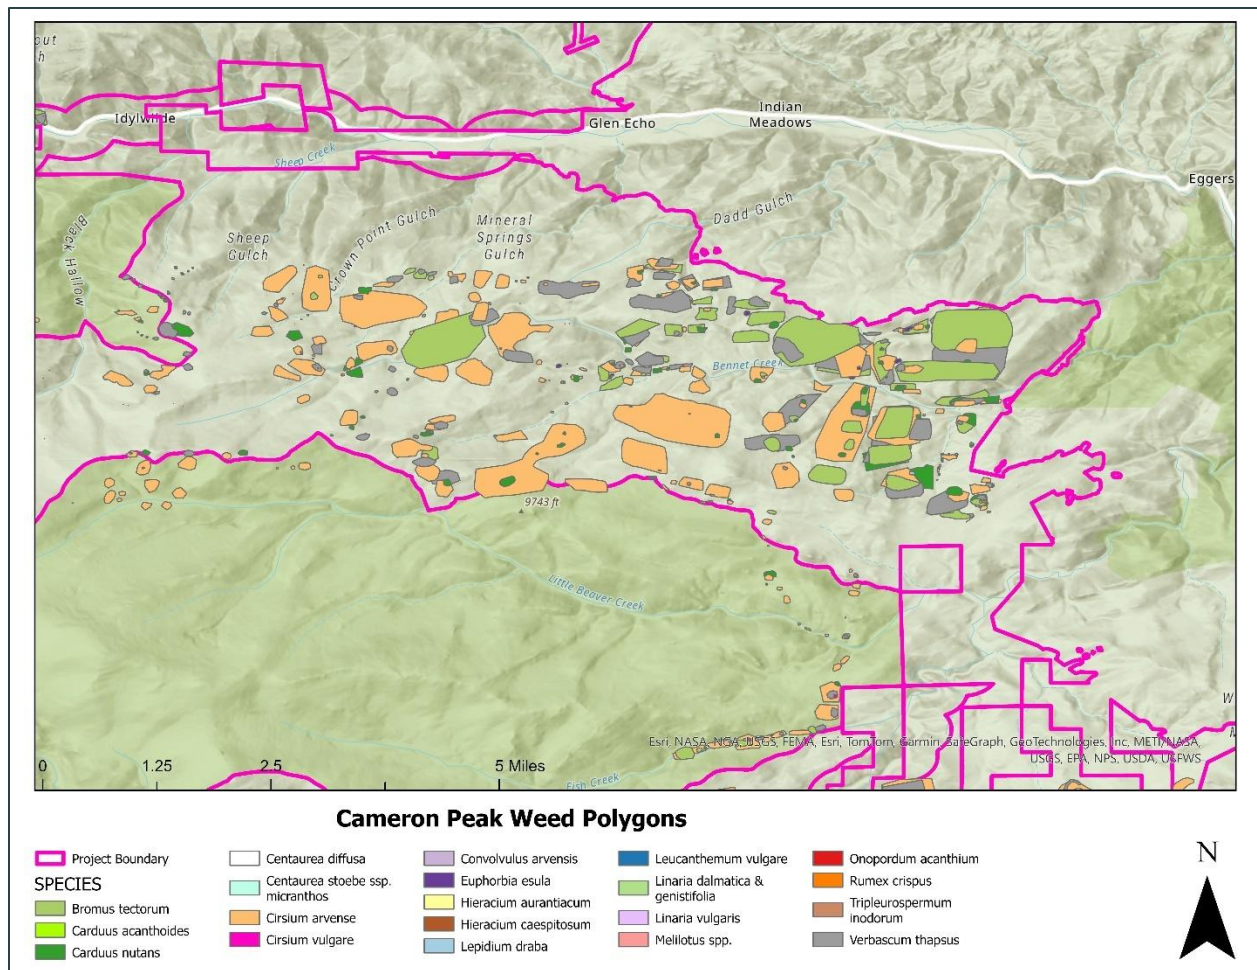 out
h
Idylwilde
Glen Echo
Indian
Meadows
Eggers
Sheep Creek
Black Hallow
Sheep
Gulch
Crown Point Gulch
Mineral
Springs
Gulch
Dadd Gulch
Bennet Creek
9743 ft
Little Beaver Creek
Fish Creek
W
Esri, NASA, NGA, USGS, FEMA, Esri, TomTom, Garmin, SafeGraph, GeoTechnologies, Inc, METI/NASA,
USGS, EPA, NPS, USDA, USFWS
0 1.25 2.5 5 Miles
Cameron Peak Weed Polygons
Project Boundary
SPECIES
Bromus tectorum
Carduus acanthoides
Carduus nutans
Centaurea diffusa
Centaurea stoebe ssp.
micranthos
Cirsium arvense
Cirsium vulgare
Convolvulus arvensis
Euphorbia esula
Hieracium aurantiacum
Hieracium caespitosum
Lepidium draba
Leucanthemum vulgare
Linaria dalmatica &
genistifolia
Linaria vulgaris
Melilotus spp.
Onopordum acanthium
Rumex crispus
Tripleurospermum
inodorum
Verbascum thapsus
N